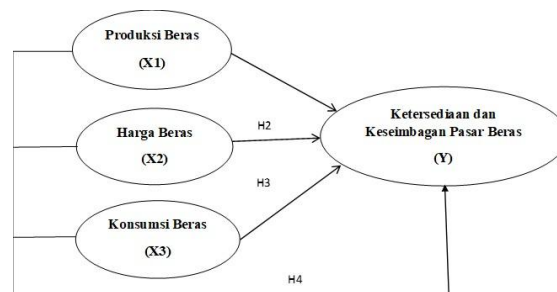 Produksi Beras
(X1)
Ketersediaan dan
Keseimbagan Pasar Beras
(Y)
H2
Harga Beras
(X2)
H3
Konsumsi Beras
(X3)
H4